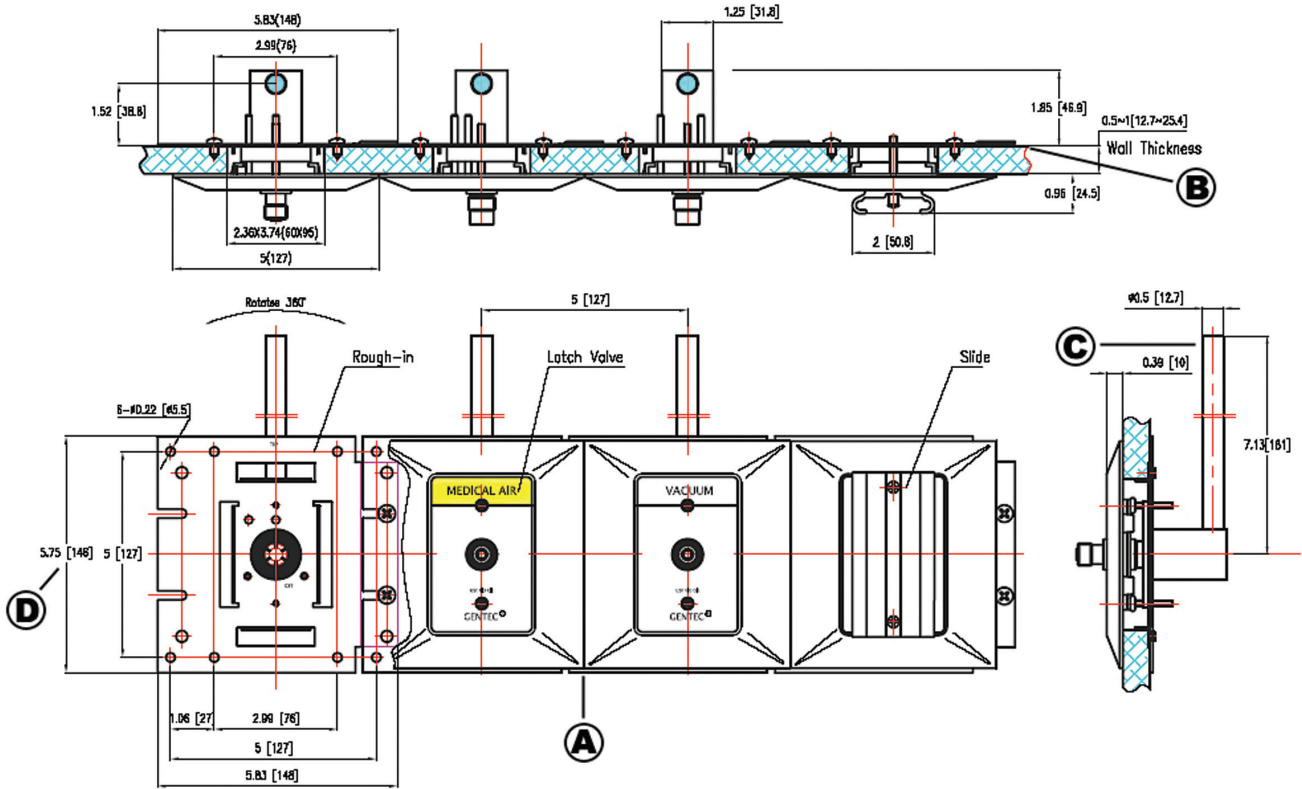 5.83(148)
2.99(76)
1.25 [31.8]
1.52 [38.6]
1.85 [46.9]
0.5~1[12.7~25.4]
Wall Thickness
B
0.96 [24.5]
2.36X3.74(60X95)
5(127)
2 [50.8]
Rotates 360°
5 [127]
Ø0.5 [12.7]
Rough-in
Latch Valve
Slide
C
0.39 [10]
6-Ø0.22 [Ø5.5]
7.13[181]
MEDICAL AIR
VACUUM
5.75 [146]
5 [127]
D
GENTEC
GENTEC
1.06 [27]
2.99 [76]
5 [127]
A
5.83 [148]